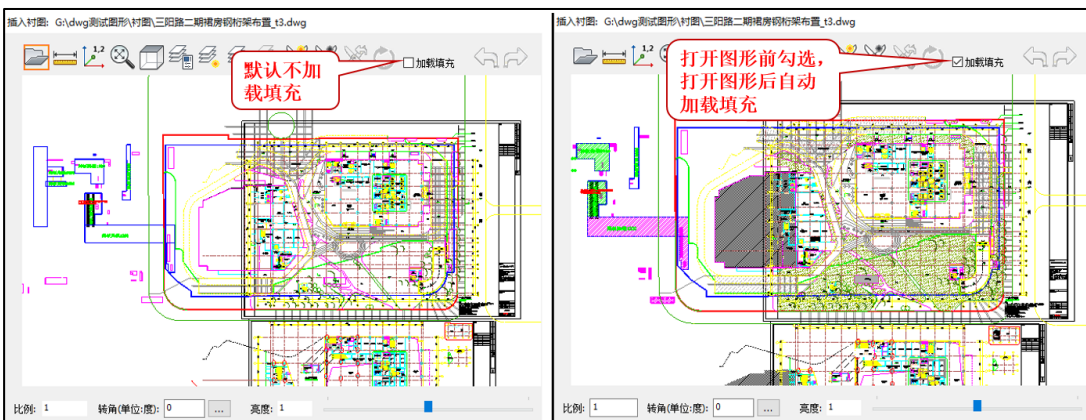 插入衬图: G:\dwg测试图形\衬图\三阳路二期裙房钢桁架布置_t3.dwg
1,2
加载填充
默认不加
载填充
比例: 1 转角(单位:度): 0 ... 亮度: 1
插入衬图: G:\dwg测试图形\衬图\三阳路二期裙房钢桁架布置_t3.dwg
1,2
加载填充
打开图形前勾选,
打开图形后自动
加载填充
比例: 1 转角(单位:度): 0 ... 亮度: 1